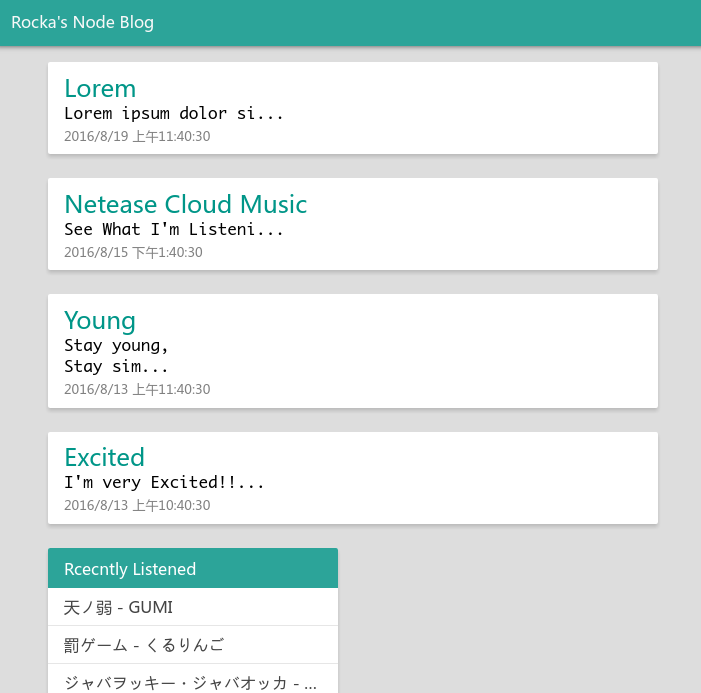 Rocka's Node Blog
Lorem
Lorem ipsum dolor si...
2016/8/19 上午11:40:30
Netease Cloud Music
See What I'm Listeni...
2016/8/15 下午1:40:30
Young
Stay young,
Stay sim...
2016/8/13 上午11:40:30
Excited
I'm very Excited!!...
2016/8/13 上午10:40:30
Rcecntly Listened
天ノ弱 - GUMI
罰ゲーム - くるりんご
ジャバヲッキー・ジャバオッカ - ...